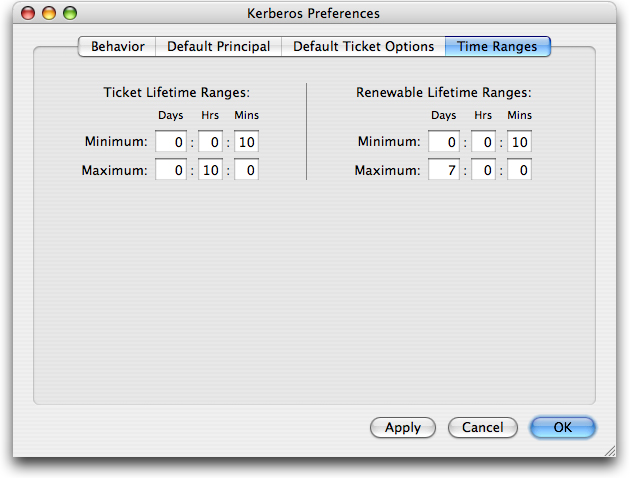 Kerberos Preferences
Behavior Default Principal Default Ticket Options Time Ranges
Ticket Lifetime Ranges:
Days Hrs Mins
Minimum: 0 : 0 : 10
Maximum: 0 : 10 : 0
Renewable Lifetime Ranges:
Days Hrs Mins
Minimum: 0 : 0 : 10
Maximum: 7 : 0 : 0
Apply Cancel OK